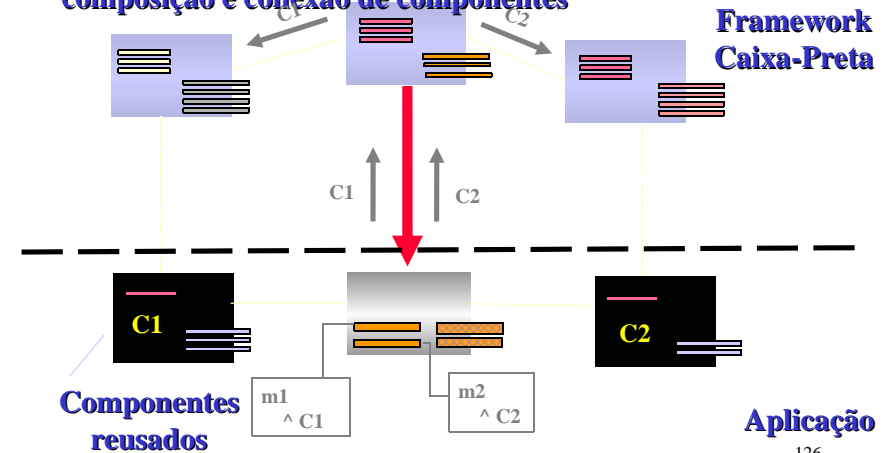 composição e conexão de componentes
C1
C2
Framework
Caixa-Preta
C1
C2
C1
C2
m1
^ C1
m2
^ C2
Componentes
reusados
Aplicação
126